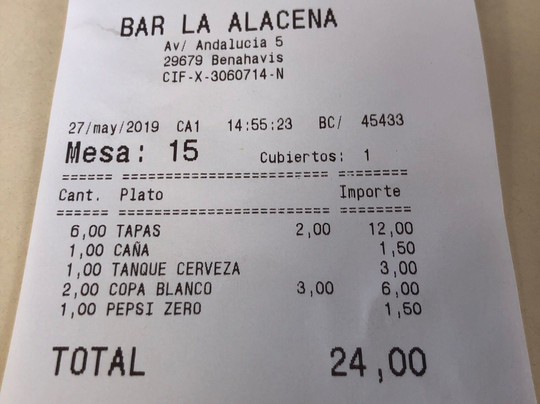 BAR LA ALACENA
Av/ Andalucia 5
29679 Benahavis
CIF-X-3060714-N
27/may/2019 CA1 14:55:23 BC/ 45433
Mesa: 15 Cubiertos: 1
====== =============================== ========
Cant. Plato Importe
====== =============================== ========
6,00 TAPAS 2,00 12,00
1,00 CAÑA 1,50
1,00 TANQUE CERVEZA 3,00
2,00 COPA BLANCO 3,00 6,00
1,00 PEPSI ZERO 1,50
TOTAL 24,00